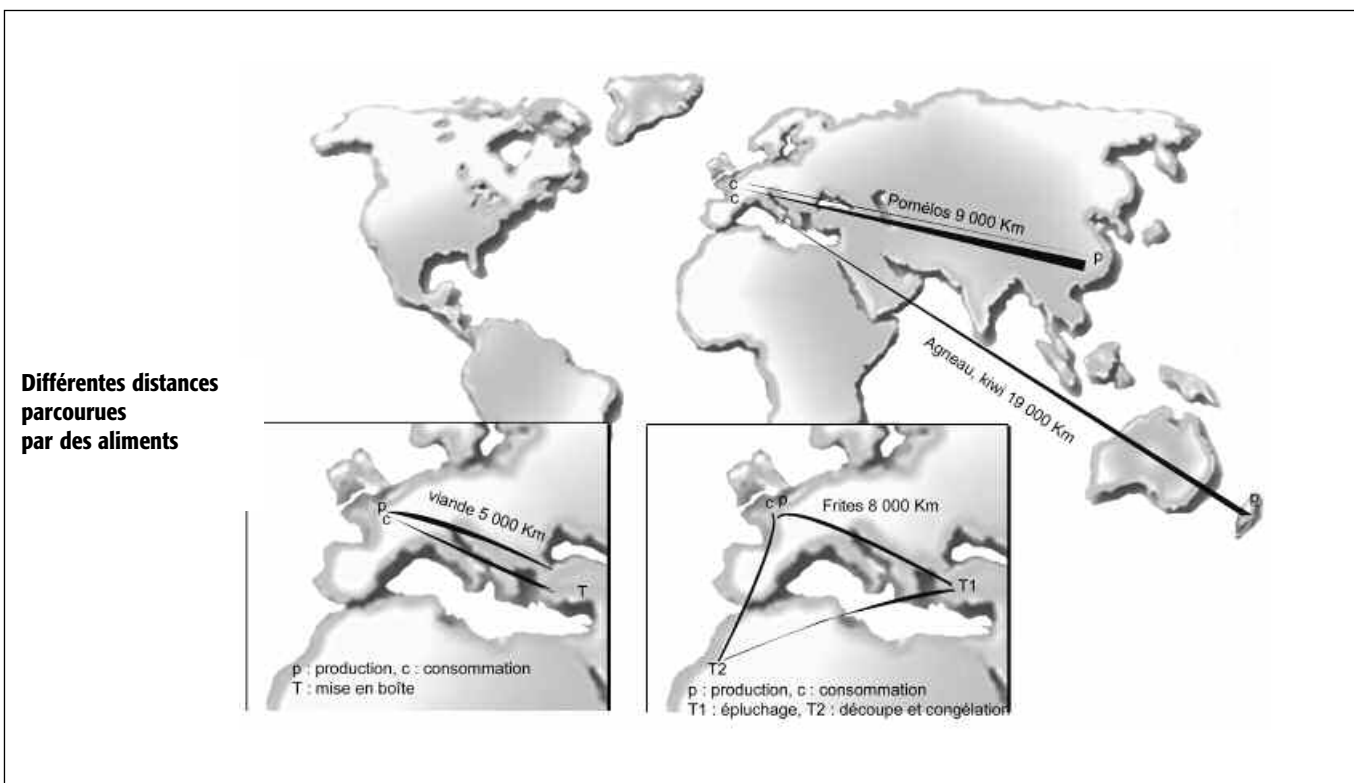 Différentes distances
parcourues
par des aliments
c
c
Pomélos 9 000 Km
p
Agneau, kiwi 19 000 Km
p
p
c
viande 5 000 Km
T
p : production, c : consommation
T : mise en boîte
c p
Frites 8 000 Km
T1
T2
p : production, c : consommation
T1 : épluchage, T2 : découpe et congélation